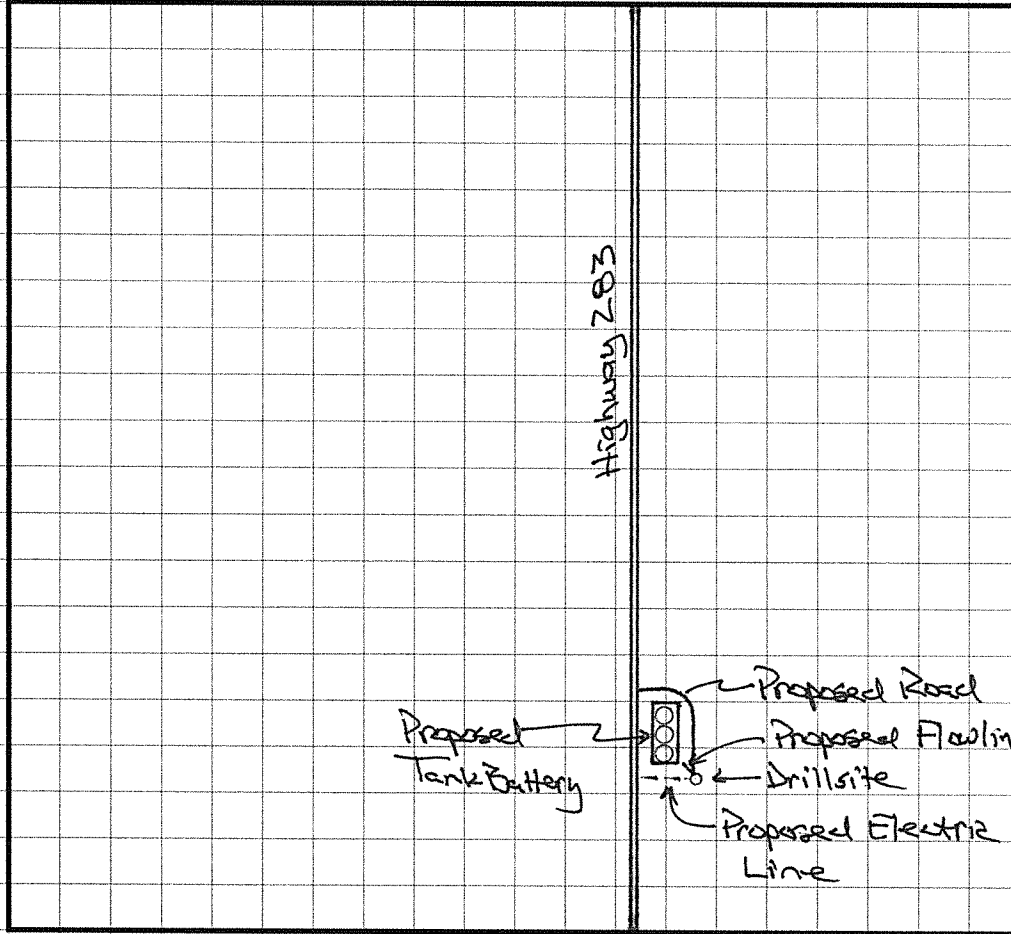 Highway 283
Proposed Road
Proposed
Tank Battery
Proposed Flowlin
Drillsite
Proposed Electric
Line